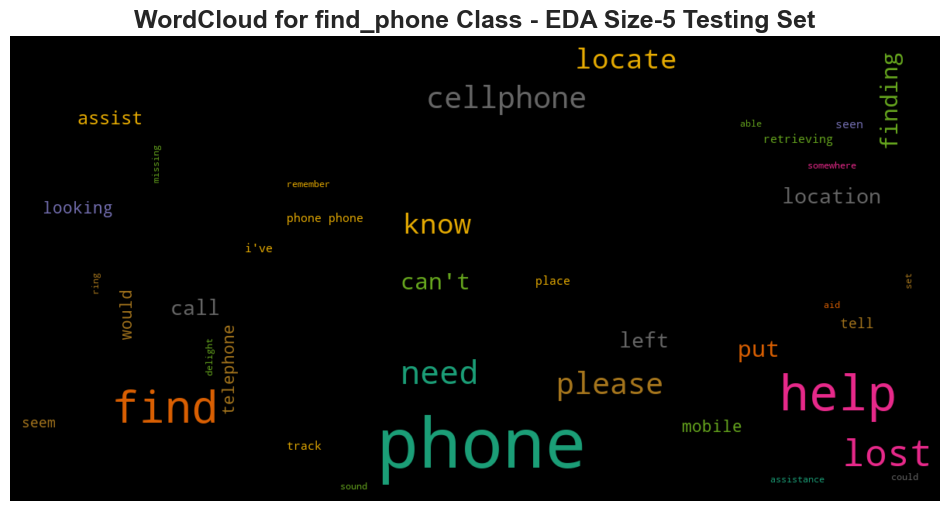 WordCloud for find_phone Class - EDA Size-5 Testing Set
locate
finding
cellphone
assist
able
seen
retrieving
missing
somewhere
remember
location
looking
phone phone
know
i've
ring
can't
place
set
would
call
aid
tell
telephone
left
delight
put
need
please
help
find
seem
phone
mobile
track
lost
assistance
could
sound